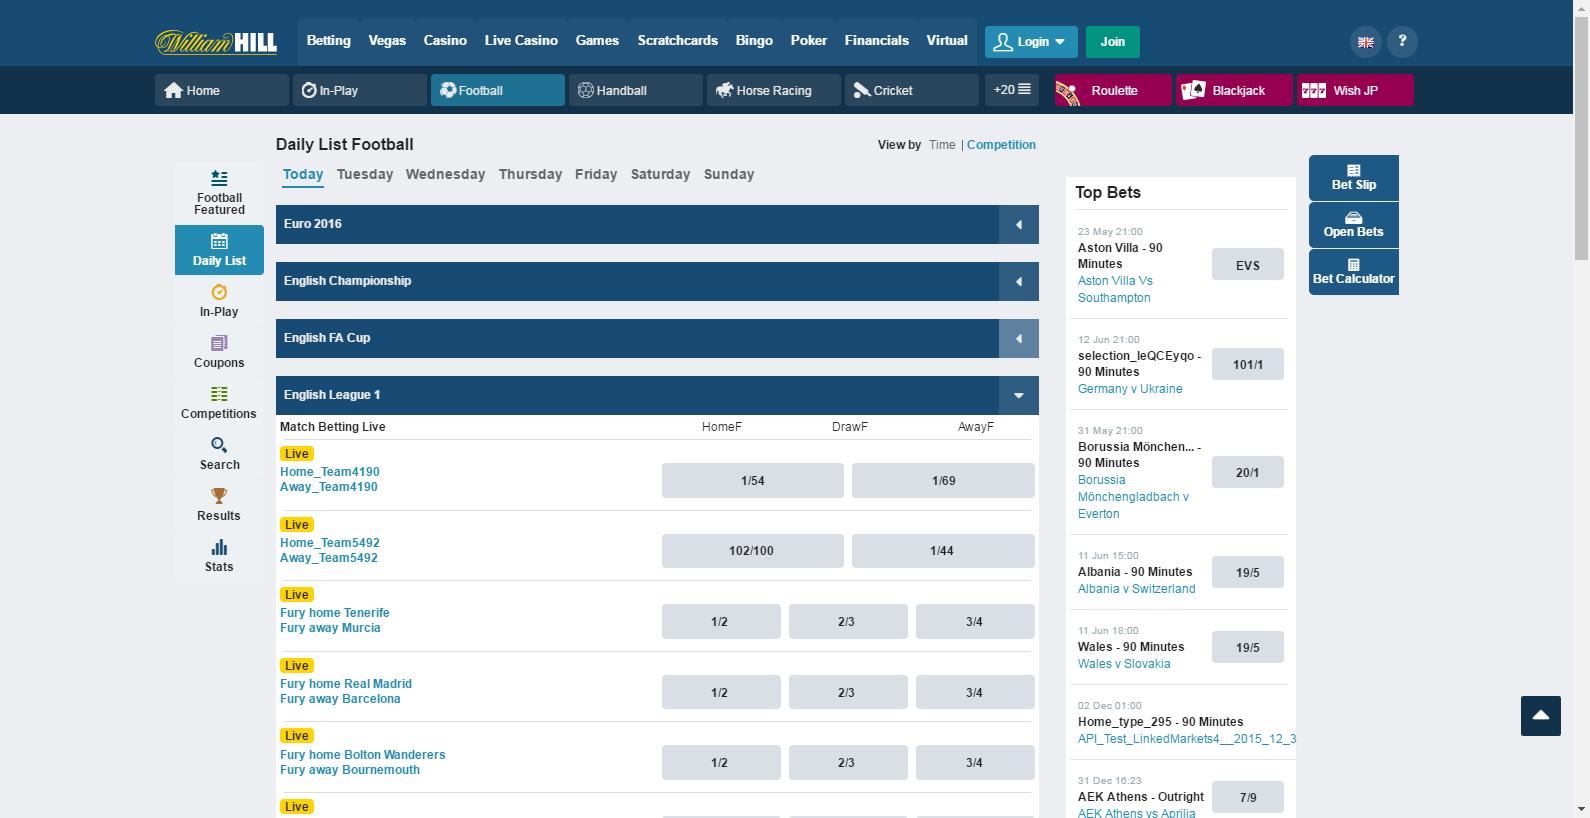 William HILL
Betting Vegas Casino Live Casino Games Scratchcards Bingo Poker Financials Virtual
Login
Join
?
Home
In-Play
Football
Handball
Horse Racing
Cricket
+20
Roulette
Blackjack
777 Wish JP
Football
Featured
Daily List
In-Play
Coupons
Competitions
Search
Results
Stats
Daily List Football
View by Time | Competition
Today Tuesday Wednesday Thursday Friday Saturday Sunday
Euro 2016
English Championship
English FA Cup
English League 1
Match Betting Live HomeF DrawF AwayF
Live
Home_Team4190
Away_Team4190
1/54 1/69
Live
Home_Team5492
Away_Team5492
102/100 1/44
Live
Fury home Tenerife
Fury away Murcia
1/2 2/3 3/4
Live
Fury home Real Madrid
Fury away Barcelona
1/2 2/3 3/4
Live
Fury home Bolton Wanderers
Fury away Bournemouth
1/2 2/3 3/4
Live
Top Bets
23 May 21:00
Aston Villa - 90
Minutes
Aston Villa Vs
Southampton
EVS
12 Jun 21:00
selection_leQCEyqo -
90 Minutes
Germany v Ukraine
101/1
31 May 21:00
Borussia Mönchen... -
90 Minutes
Borussia
Mönchengladbach v
Everton
20/1
11 Jun 15:00
Albania - 90 Minutes
Albania v Switzerland
19/5
11 Jun 18:00
Wales - 90 Minutes
Wales v Slovakia
19/5
02 Dec 01:00
Home_type_295 - 90 Minutes
API_Test_LinkedMarkets4__2015_12_3
31 Dec 16:23
AEK Athens - Outright
AEK Athens vs Aprilia
7/9
Bet Slip
Open Bets
Bet Calculator